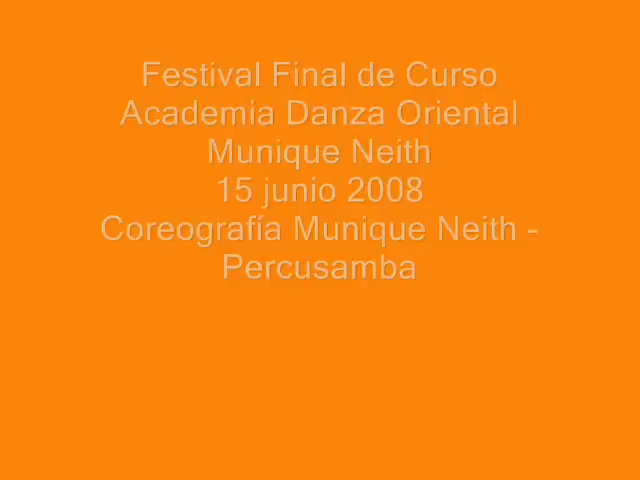 Festival Final de Curso
Academia Danza Oriental
Munique Neith
15 junio 2008
Coreografía Munique Neith -
Percusamba